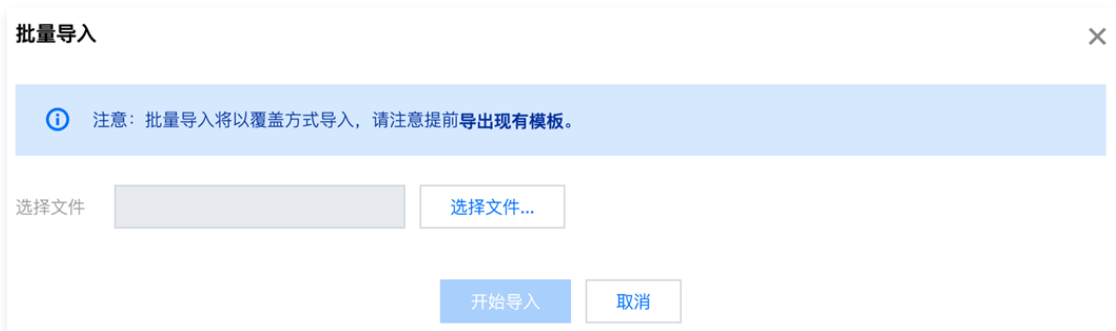 批量导入
注意：批量导入将以覆盖方式导入，请注意提前导出现有模板。
选择文件 选择文件...
开始导入 取消